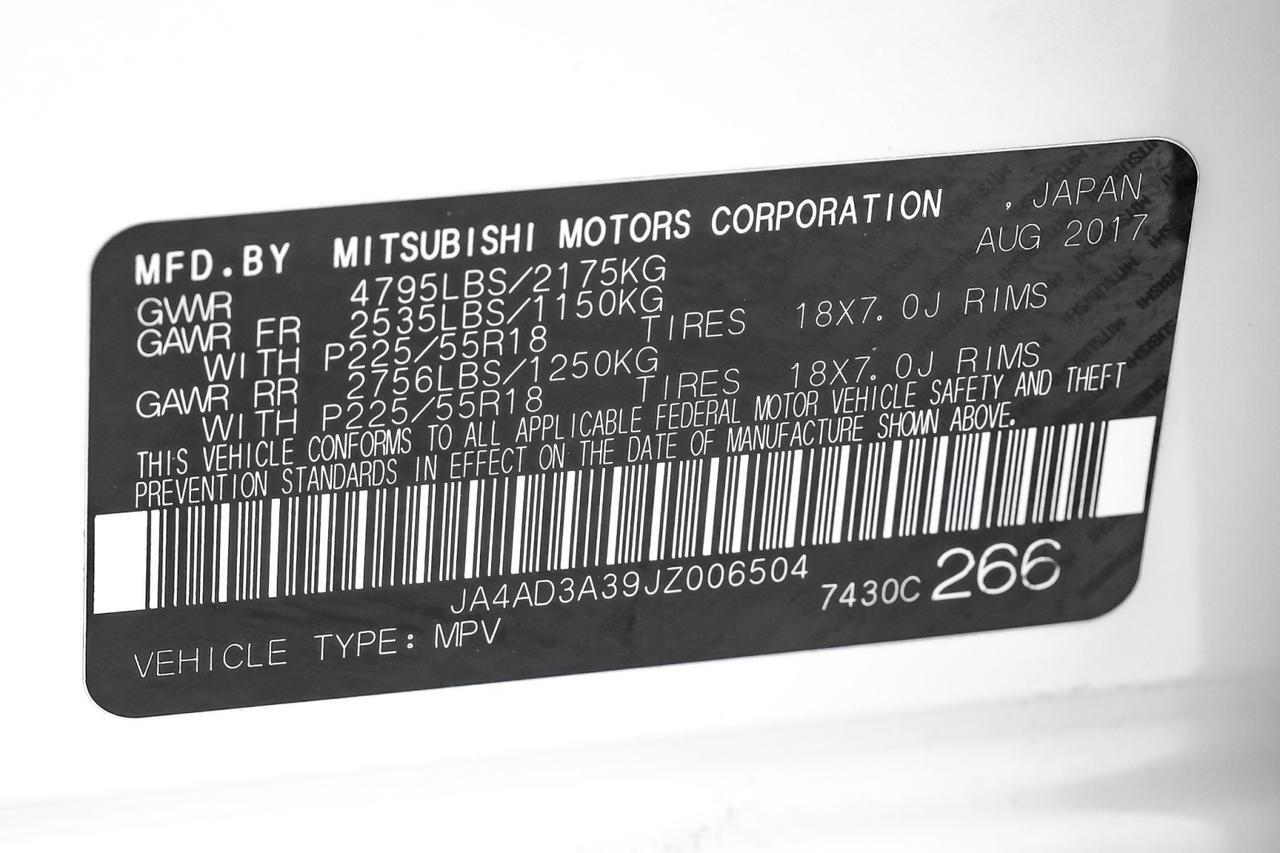 MFD.BY MITSUBISHI MOTORS CORPORATION , JAPAN
AUG 2017
GVWR 4795LBS/2175KG
GAWR FR 2535LBS/1150KG
WITH P225/55R18 TIRES 18X7.0J RIMS
GAWR RR 2756LBS/1250KG
WITH P225/55R18 TIRES 18X7.0J RIMS
THIS VEHICLE CONFORMS TO ALL APPLICABLE FEDERAL MOTOR VEHICLE SAFETY AND THEFT
PREVENTION STANDARDS IN EFFECT ON THE DATE OF MANUFACTURE SHOWN ABOVE.
JA4AD3A39JZ006504 7430C 266
VEHICLE TYPE: MPV